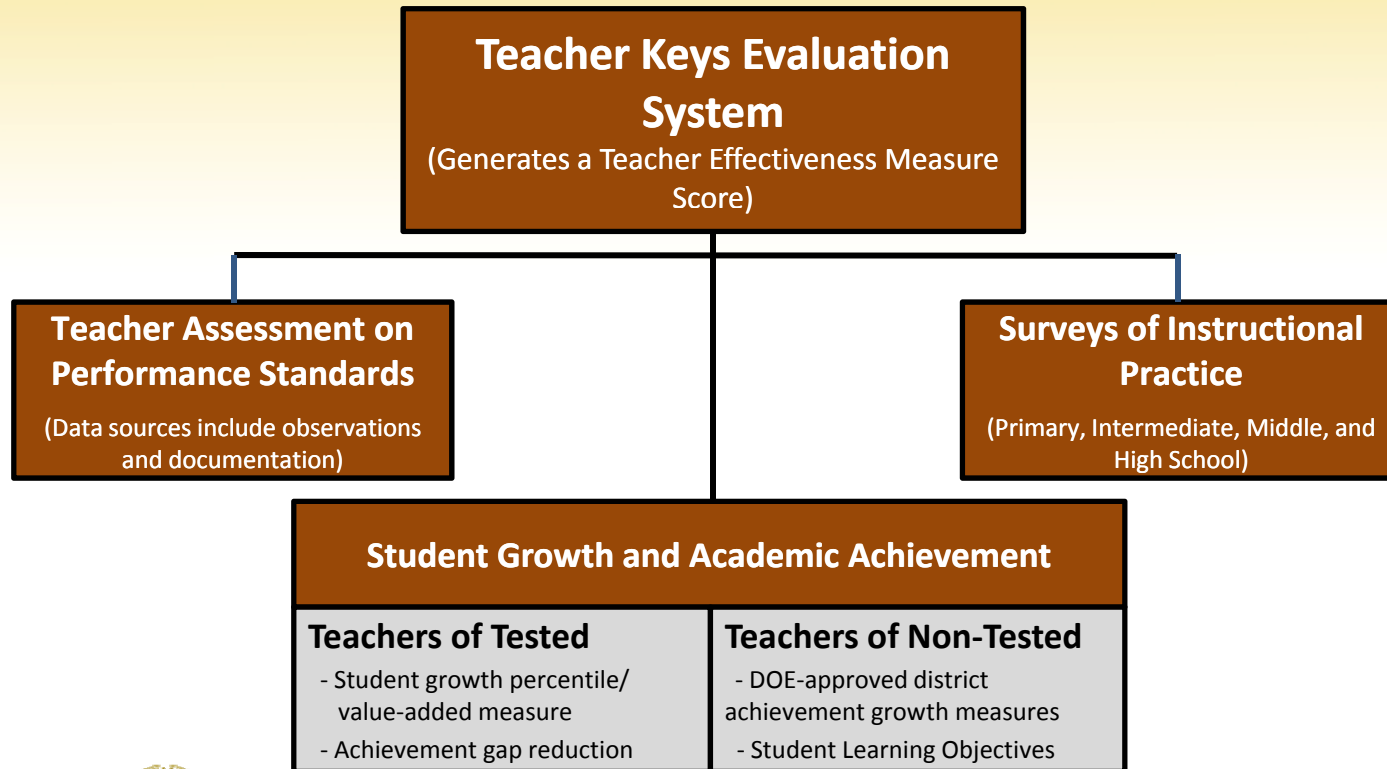 Teacher Keys Evaluation
System
(Generates a Teacher Effectiveness Measure
Score)
Teacher Assessment on
Performance Standards
(Data sources include observations
and documentation)
Surveys of Instructional
Practice
(Primary, Intermediate, Middle, and
High School)
Student Growth and Academic Achievement
Teachers of Tested
- Student growth percentile/
value-added measure
- Achievement gap reduction
Teachers of Non-Tested
- DOE-approved district
achievement growth measures
- Student Learning Objectives